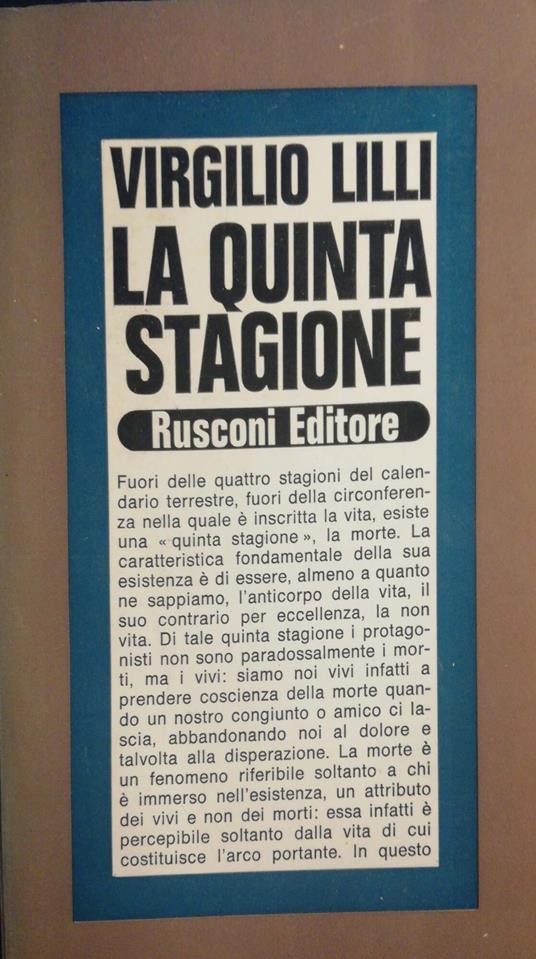 VIRGILIO LILLI
LA QUINTA
STAGIONE
Rusconi Editore
Fuori delle quattro stagioni del calen-
dario terrestre, fuori della circonferen-
za nella quale è inscritta la vita, esiste
una « quinta stagione », la morte. La
caratteristica fondamentale della sua
esistenza è di essere, almeno a quanto
ne sappiamo, l'anticorpo della vita, il
suo contrario per eccellenza, la non
vita. Di tale quinta stagione i protago-
nisti non sono paradossalmente i mor-
ti, ma i vivi: siamo noi vivi infatti a
prendere coscienza della morte quan-
do un nostro congiunto o amico ci la-
scia, abbandonando noi al dolore e
talvolta alla disperazione. La morte è
un fenomeno riferibile soltanto a chi
è immerso nell'esistenza, un attributo
dei vivi e non dei morti: essa infatti è
percepibile soltanto dalla vita di cui
costituisce l'arco portante. In questo